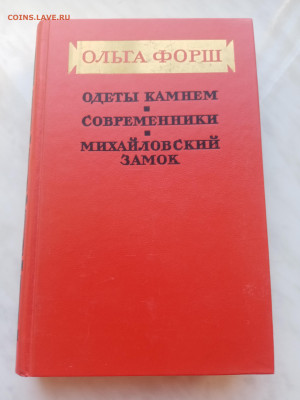 COINS.LAVE.RU
ОЛЬГА ФОРШ
ОДЕТЫ КАМНЕМ
СОВРЕМЕННИКИ
МИХАЙЛОВСКИЙ
ЗАМОК